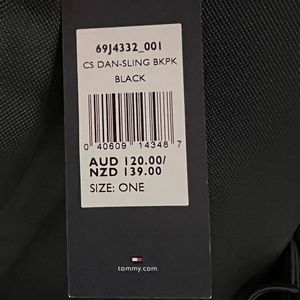 69J4332_001
CS DAN-SLING BKPK
BLACK
0 40609 14348 7
AUD 120.00/
NZD 139.00
SIZE: ONE
tommy.com